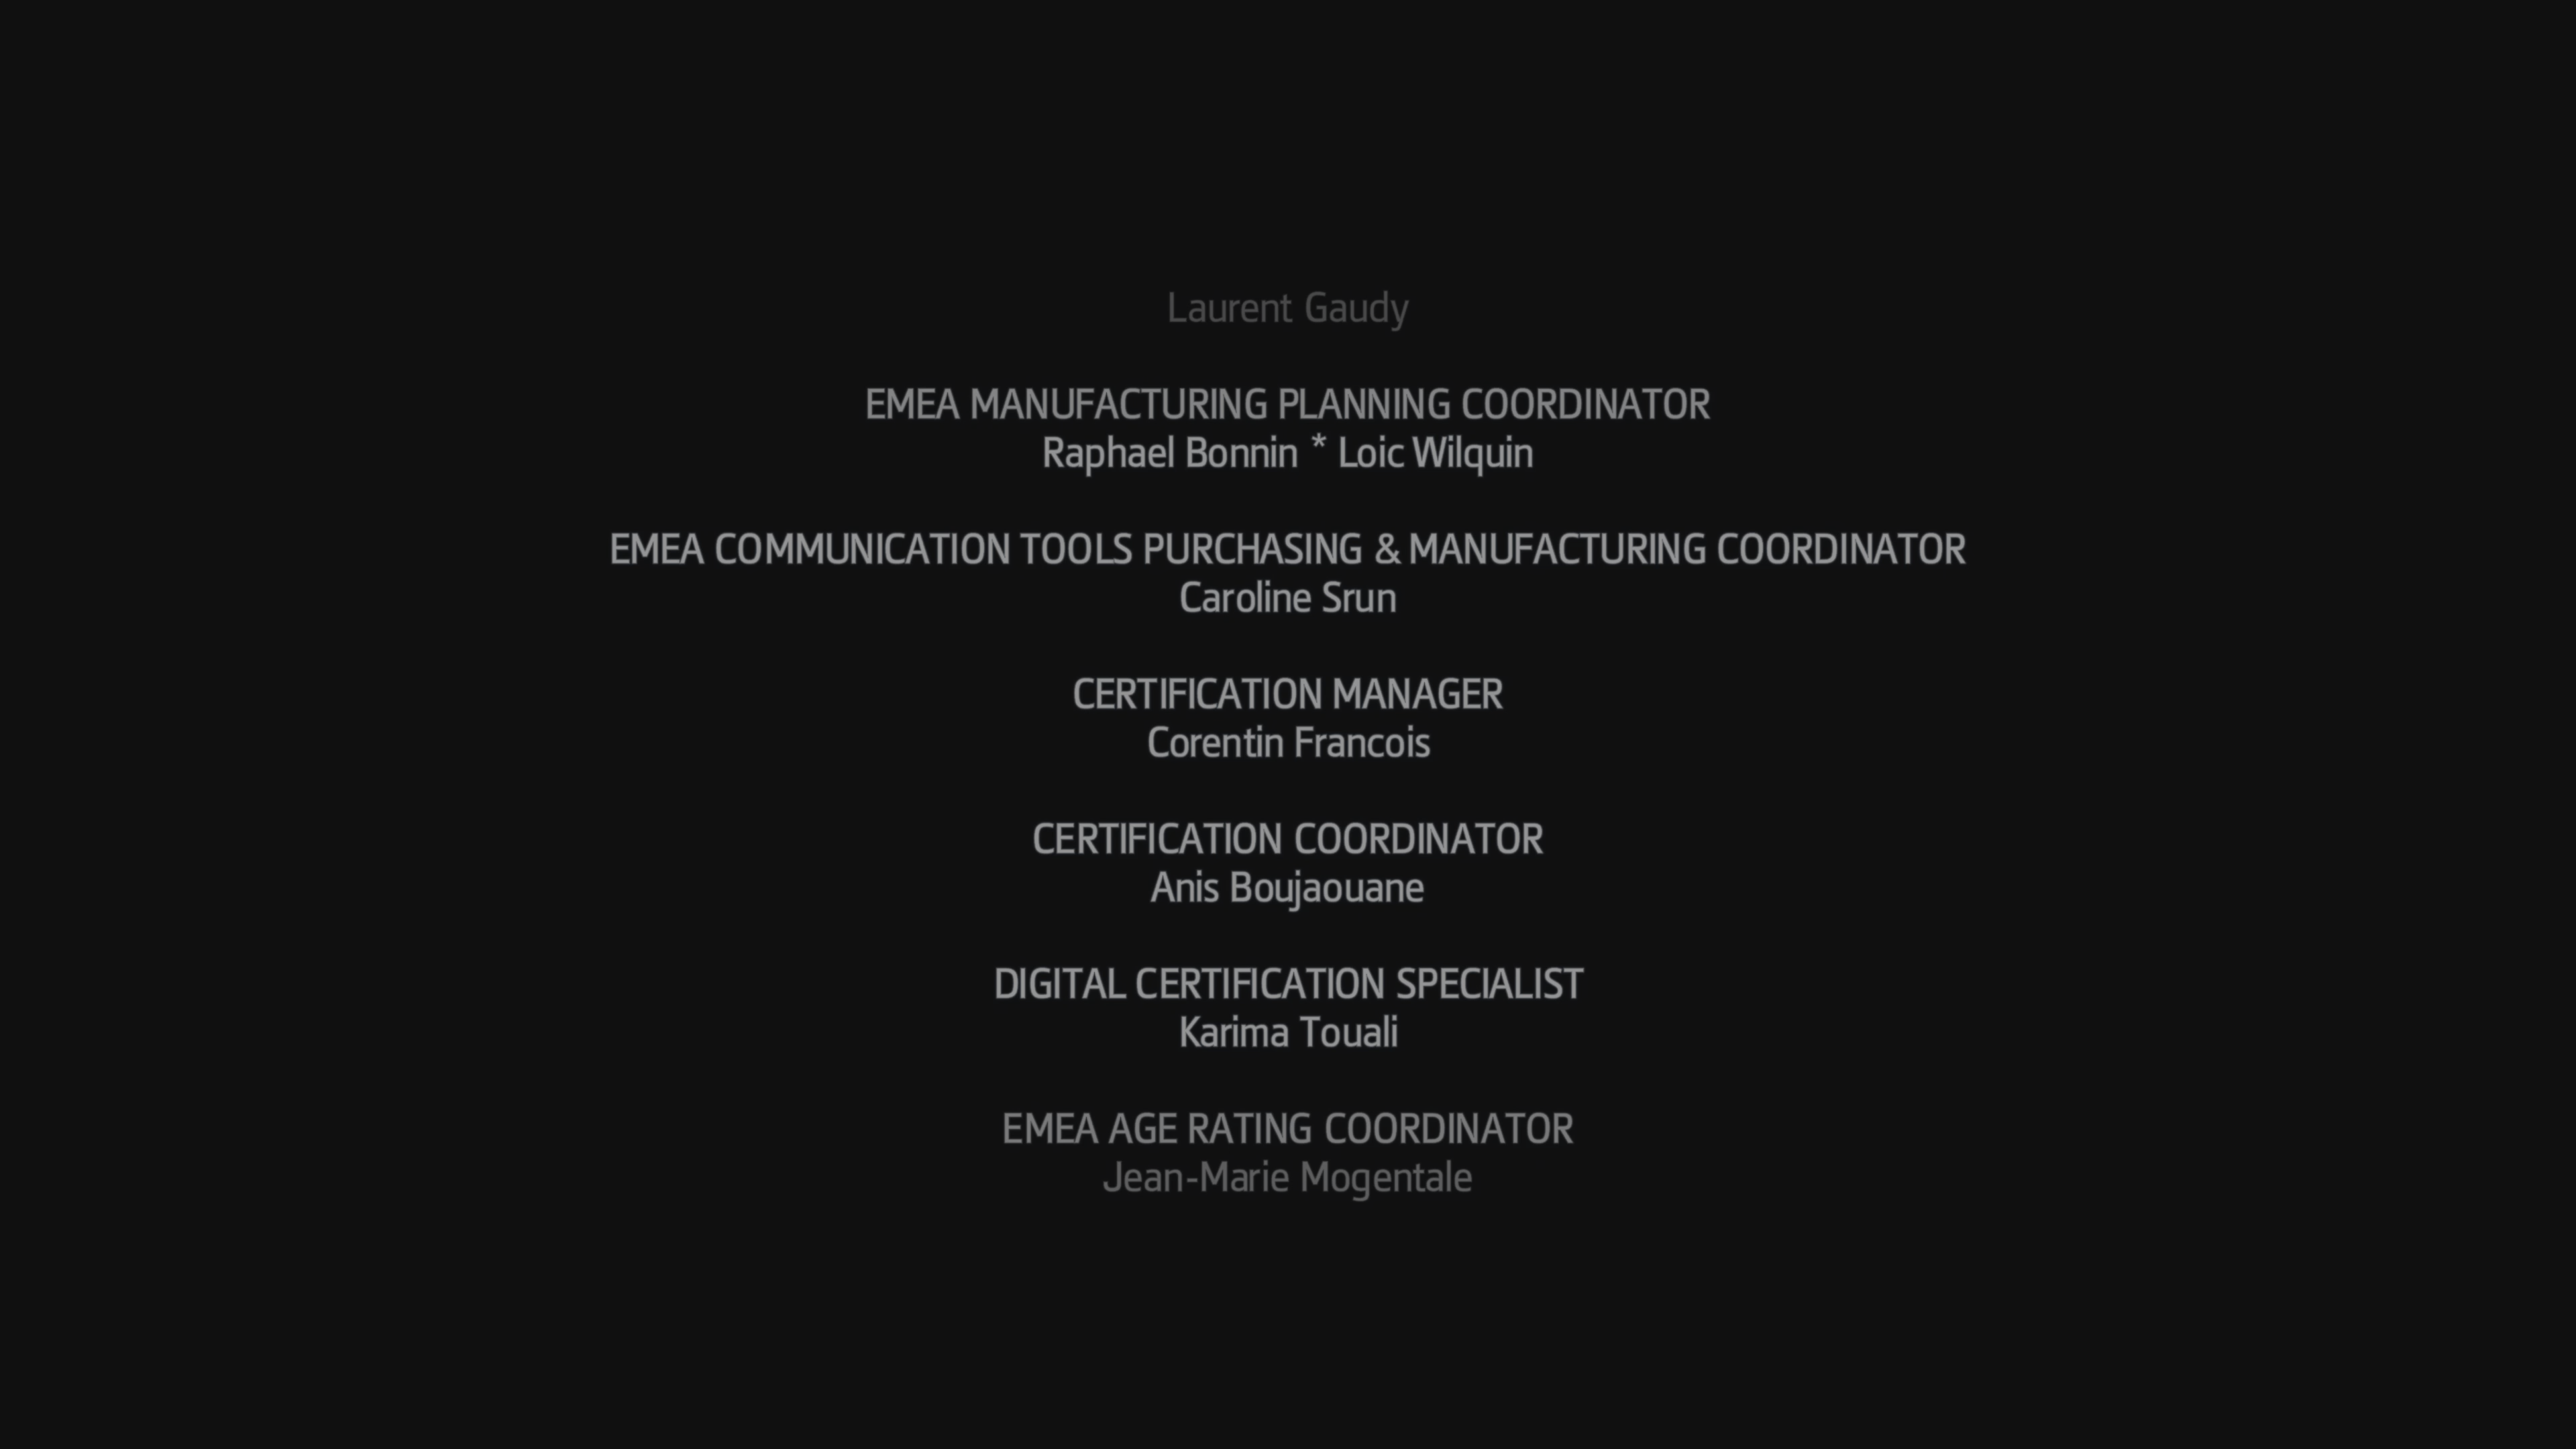 Laurent Gaudy
EMEA MANUFACTURING PLANNING COORDINATOR
Raphael Bonnin * Loic Wilquin
EMEA COMMUNICATION TOOLS PURCHASING & MANUFACTURING COORDINATOR
Caroline Srun
CERTIFICATION MANAGER
Corentin Francois
CERTIFICATION COORDINATOR
Anis Boujaouane
DIGITAL CERTIFICATION SPECIALIST
Karima Touali
EMEA AGE RATING COORDINATOR
Jean-Marie Mogentale